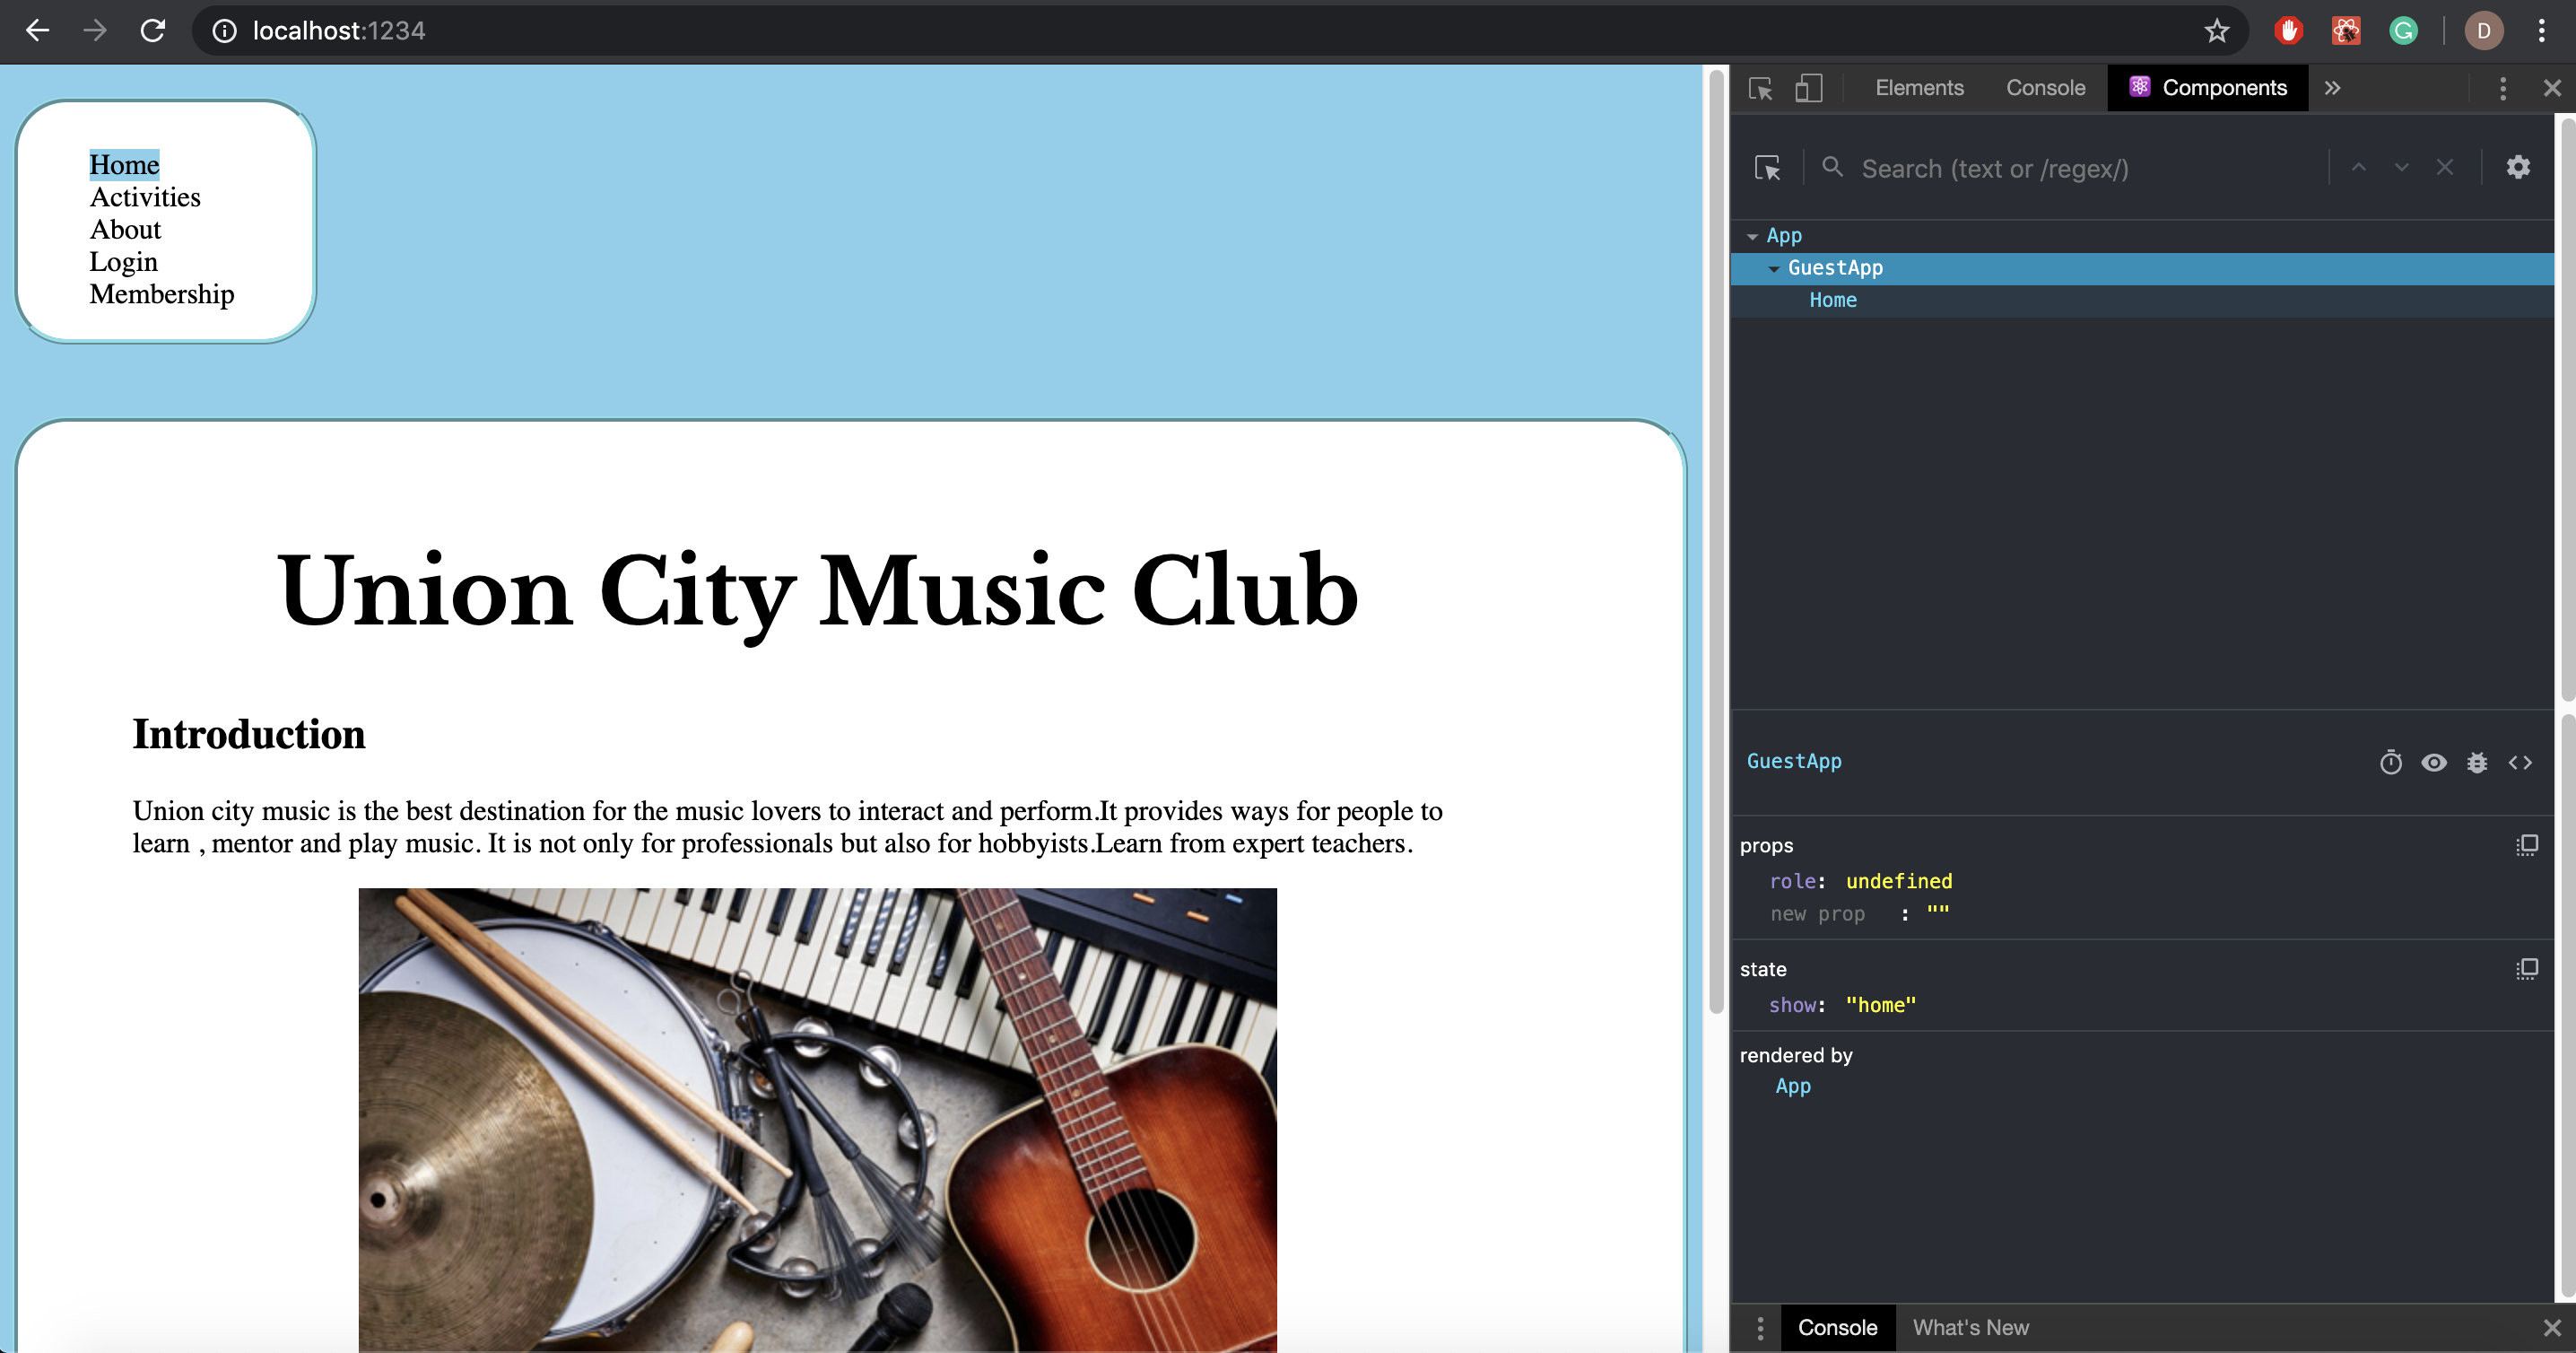 localhost:1234
D
Home
Activities
About
Login
Membership
Union City Music Club
Introduction
Union city music is the best destination for the music lovers to interact and perform.It provides ways for people to
learn , mentor and play music. It is not only for professionals but also for hobbyists.Learn from expert teachers.
Elements Console Components
Search (text or /regex/)
App
GuestApp
Home
GuestApp
props
role: undefined
new prop : ""
state
show: "home"
rendered by
App
Console What's New